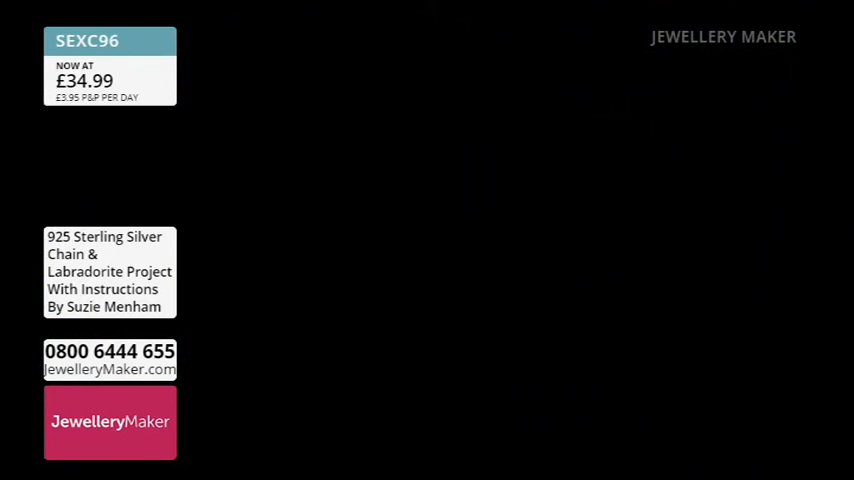 SEXC96
NOW AT
£34.99
£3.95 P&P PER DAY
JEWELLERY MAKER
925 Sterling Silver
Chain &
Labradorite Project
With Instructions
By Suzie Menham
0800 6444 655
JewelleryMaker.com
JewelleryMaker